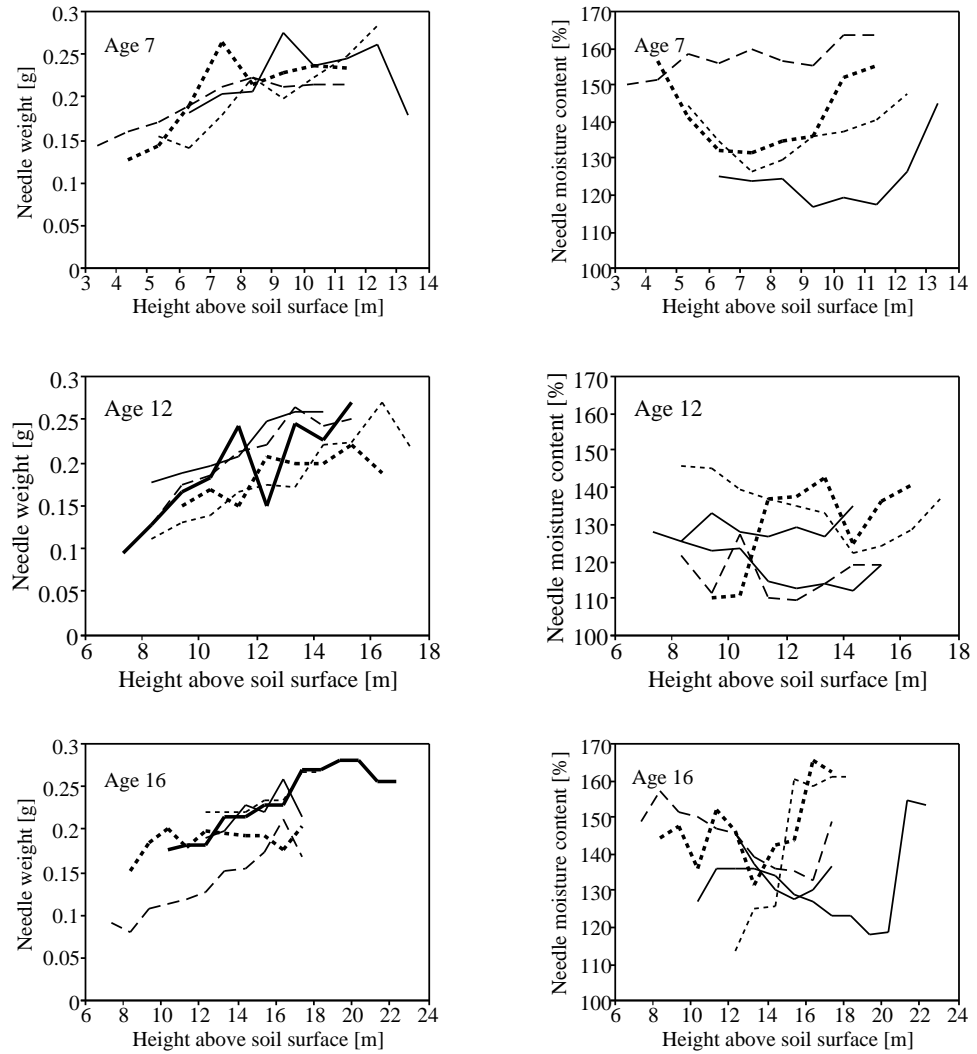 0.3
0.25
0.2
0.15
0.1
0.05
0
Needle weight [g]
Age 7
3 4 5 6 7 8 9 10 11 12 13 14
Height above soil surface [m]
170
160
150
140
130
120
110
100
Needle moisture content [%]
Age 7
3 4 5 6 7 8 9 10 11 12 13 14
Height above soil surface [m]
0.3
0.25
0.2
0.15
0.1
0.05
0
Needle weight [g]
Age 12
6 8 10 12 14 16 18
Height above soil surface [m]
170
160
150
140
130
120
110
100
Needle moisture content [%]
Age 12
6 8 10 12 14 16 18
Height above soil surface [m]
0.3
0.25
0.2
0.15
0.1
0.05
0
Needle weight [g]
Age 16
6 8 10 12 14 16 18 20 22 24
Height above soil surface [m]
170
160
150
140
130
120
110
100
Needle moisture content [%]
Age 16
6 8 10 12 14 16 18 20 22 24
Height above soil surface [m]